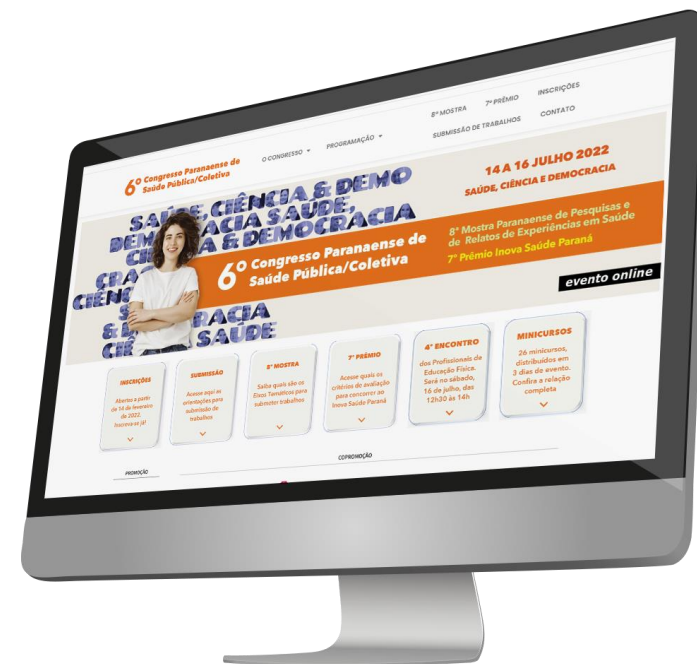 6º Congresso Paranaense de
Saúde Pública/Coletiva
O CONGRESSO
PROGRAMAÇÃO
8ª MOSTRA
7º PRÊMIO
INSCRIÇÕES
SUBMISSÃO DE TRABALHOS
CONTATO
SAÚDE, CIÊNCIA & DEMO
CRACIA SAÚDE,
& DEMOCRACIA
CIÊN
RACIA
SAÚDE
14 A 16 JULHO 2022
SAÚDE, CIÊNCIA E DEMOCRACIA
6º Congresso Paranaense de
Saúde Pública/Coletiva
8ª Mostra Paranaense de Pesquisas e
de Relatos de Experiências em Saúde
7º Prêmio Inova Saúde Paraná
evento online
INSCRIÇÕES
Abertas a partir
de 14 de fevereiro
de 2022.
Inscreva-se já!
SUBMISSÃO
Acesse aqui as
orientações para
submissão de
trabalhos
8ª MOSTRA
Saiba quais são os
Eixos Temáticos para
submeter trabalhos
7º PRÊMIO
Acesse quais os
critérios de avaliação
para concorrer ao
Inova Saúde Paraná
4º ENCONTRO
dos Profissionais de
Educação Física.
Será no sábado,
16 de julho, das
12h30 às 14h
MINICURSOS
26 minicursos,
distribuídos em
3 dias de evento.
Confira a relação
completa
PROMOÇÃO
COPROMOÇÃO